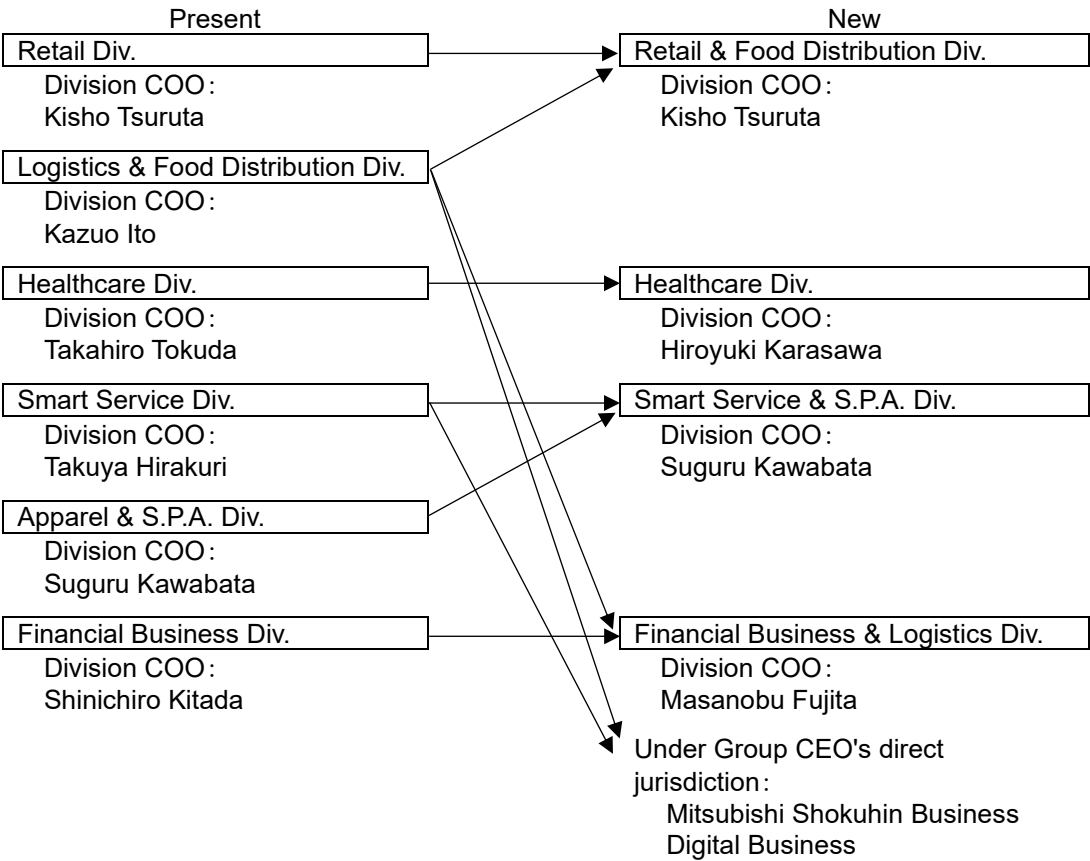 Present
New
Retail Div.
Division COO：
Kisho Tsuruta
Logistics & Food Distribution Div.
Division COO：
Kazuo Ito
Healthcare Div.
Division COO：
Takahiro Tokuda
Smart Service Div.
Division COO：
Takuya Hirakuri
Apparel & S.P.A. Div.
Division COO：
Suguru Kawabata
Financial Business Div.
Division COO：
Shinichiro Kitada
Retail & Food Distribution Div.
Division COO：
Kisho Tsuruta
Healthcare Div.
Division COO：
Hiroyuki Karasawa
Smart Service & S.P.A. Div.
Division COO：
Suguru Kawabata
Financial Business & Logistics Div.
Division COO：
Masanobu Fujita
Under Group CEO's direct
jurisdiction：
Mitsubishi Shokuhin Business
Digital Business